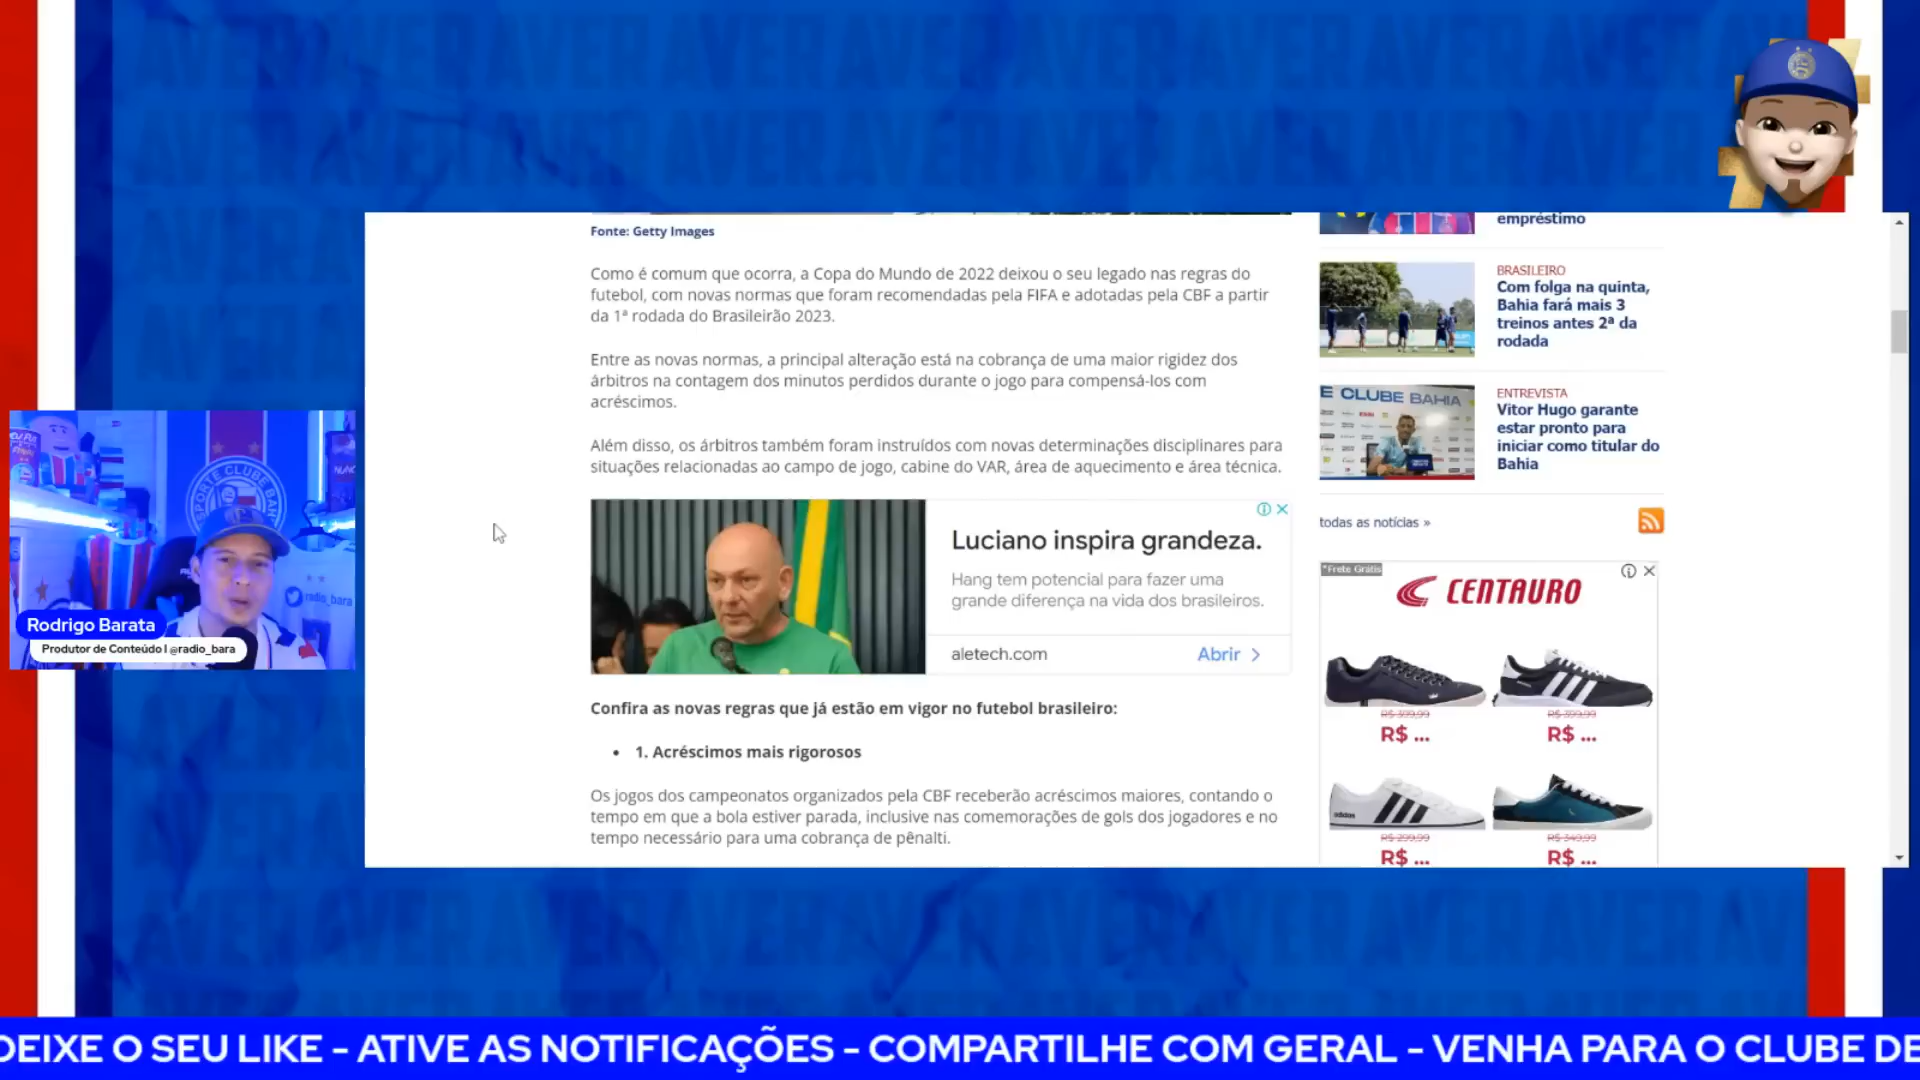 Fonte: Getty Images
Como é comum que ocorra, a Copa do Mundo de 2022 deixou o seu legado nas regras do
futebol, com novas normas que foram recomendadas pela FIFA e adotadas pela CBF a partir
da 1ª rodada do Brasileirão 2023.
Entre as novas normas, a principal alteração está na cobrança de uma maior rigidez dos
árbitros na contagem dos minutos perdidos durante o jogo para compensá-los com
acréscimos.
Além disso, os árbitros também foram instruídos com novas determinações disciplinares para
situações relacionadas ao campo de jogo, cabine do VAR, área de aquecimento e área técnica.
Luciano inspira grandeza.
Hang tem potencial para fazer uma
grande diferença na vida dos brasileiros.
aletech.com
Abrir
Confira as novas regras que já estão em vigor no futebol brasileiro:
• 1. Acréscimos mais rigorosos
Os jogos dos campeonatos organizados pela CBF receberão acréscimos maiores, contando o
tempo em que a bola estiver parada, inclusive nas comemorações de gols dos jogadores e no
tempo necessário para uma cobrança de pênalti.
empréstimo
BRASILEIRO
Com folga na quinta,
Bahia fará mais 3
treinos antes 2ª da
rodada
E CLUBE BAHIA
ENTREVISTA
Vitor Hugo garante
estar pronto para
iniciar como titular do
Bahia
todas as notícias »
*Frete Grátis
CENTAURO
R$ 399,99 R$ 399,99
R$ ... R$ ...
adidas
R$ 299,99 R$ 349,99
R$ ... R$ ...
ESPORTE CLUBE BAH
radio_bara
Rodrigo Barata
Produtor de Conteúdo | @radio_bara
DEIXE O SEU LIKE - ATIVE AS NOTIFICAÇÕES - COMPARTILHE COM GERAL - VENHA PARA O CLUBE DE